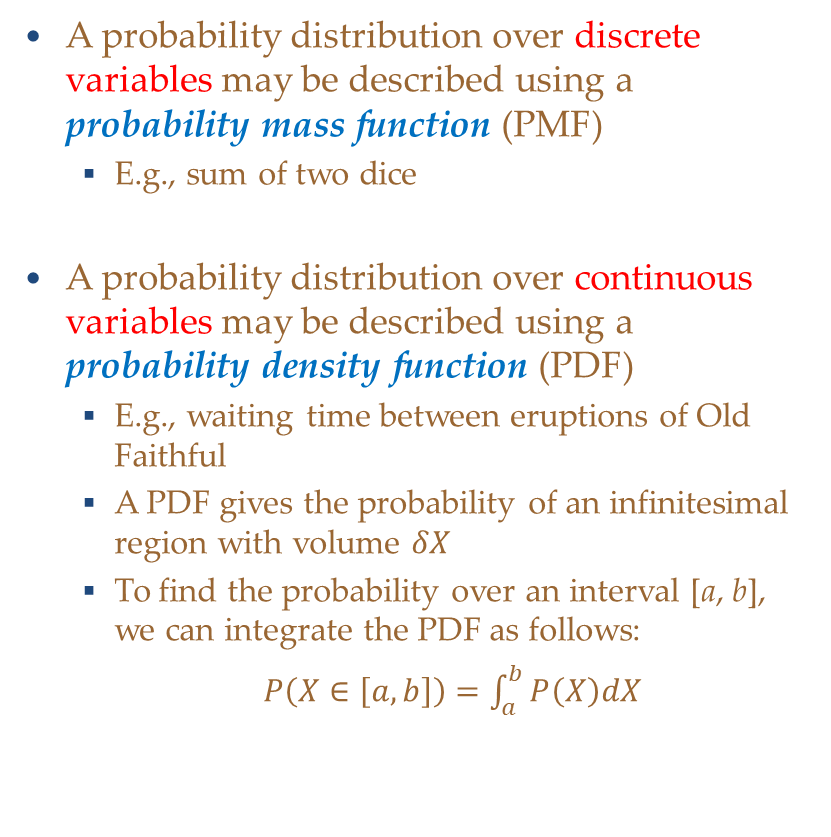 • A probability distribution over discrete
variables may be described using a
probability mass function (PMF)
▪ E.g., sum of two dice
• A probability distribution over continuous
variables may be described using a
probability density function (PDF)
▪ E.g., waiting time between eruptions of Old
Faithful
▪ A PDF gives the probability of an infinitesimal
region with volume δX
▪ To find the probability over an interval [a, b],
we can integrate the PDF as follows:
P(X ∈ [a, b]) = ∫_a^b P(X)dX